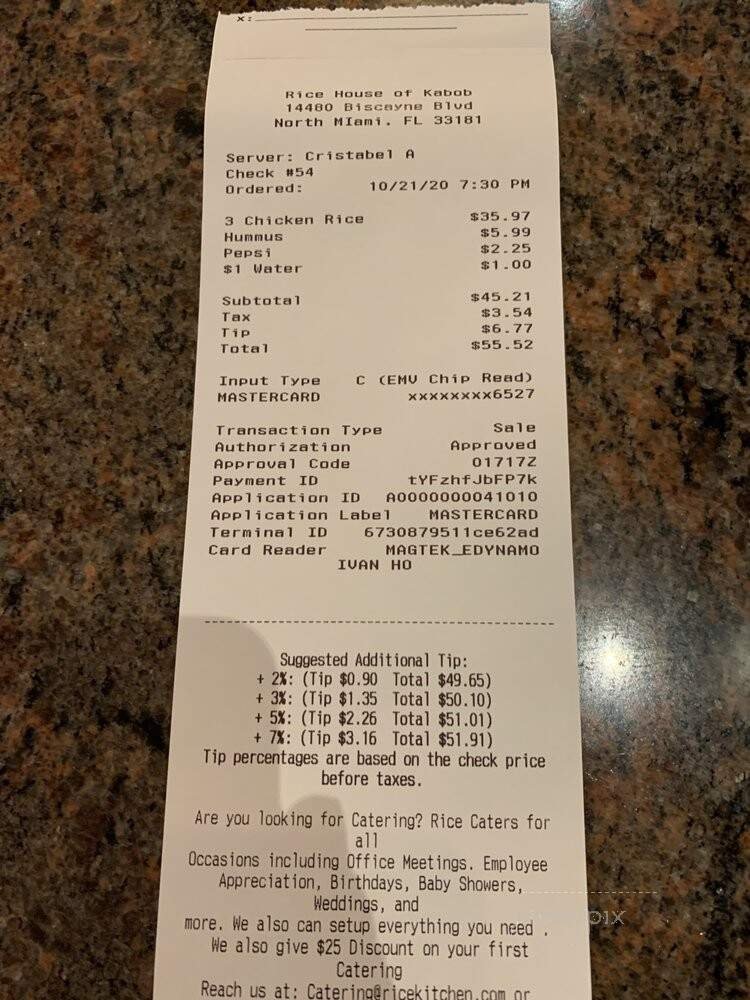 x:
Rice House of Kabob
14480 Biscayne Blvd
North MIami, FL 33181
Server: Cristabel A
Check #54
Ordered: 10/21/20 7:30 PM
3 Chicken Rice $35.97
Hummus $5.99
Pepsi $2.25
$1 Water $1.00
Subtotal $45.21
Tax $3.54
Tip $6.77
Total $55.52
Input Type C (EMV Chip Read)
MASTERCARD xxxxxxxx6527
Transaction Type Sale
Authorization Approved
Approval Code 01717Z
Payment ID tYFzhfJbFP7k
Application ID A0000000041010
Application Label MASTERCARD
Terminal ID 6730879511ce62ad
Card Reader MAGTEK_EDYNAMO
IVAN HO
Suggested Additional Tip:
+ 2%: (Tip $0.90 Total $49.65)
+ 3%: (Tip $1.35 Total $50.10)
+ 5%: (Tip $2.26 Total $51.01)
+ 7%: (Tip $3.16 Total $51.91)
Tip percentages are based on the check price
before taxes.
Are you looking for Catering? Rice Caters for
all
Occasions including Office Meetings. Employee
Appreciation, Birthdays, Baby Showers,
Weddings, and
more. We also can setup everything you need .
We also give $25 Discount on your first
Catering
Reach us at: Catering@ricekitchen.com or